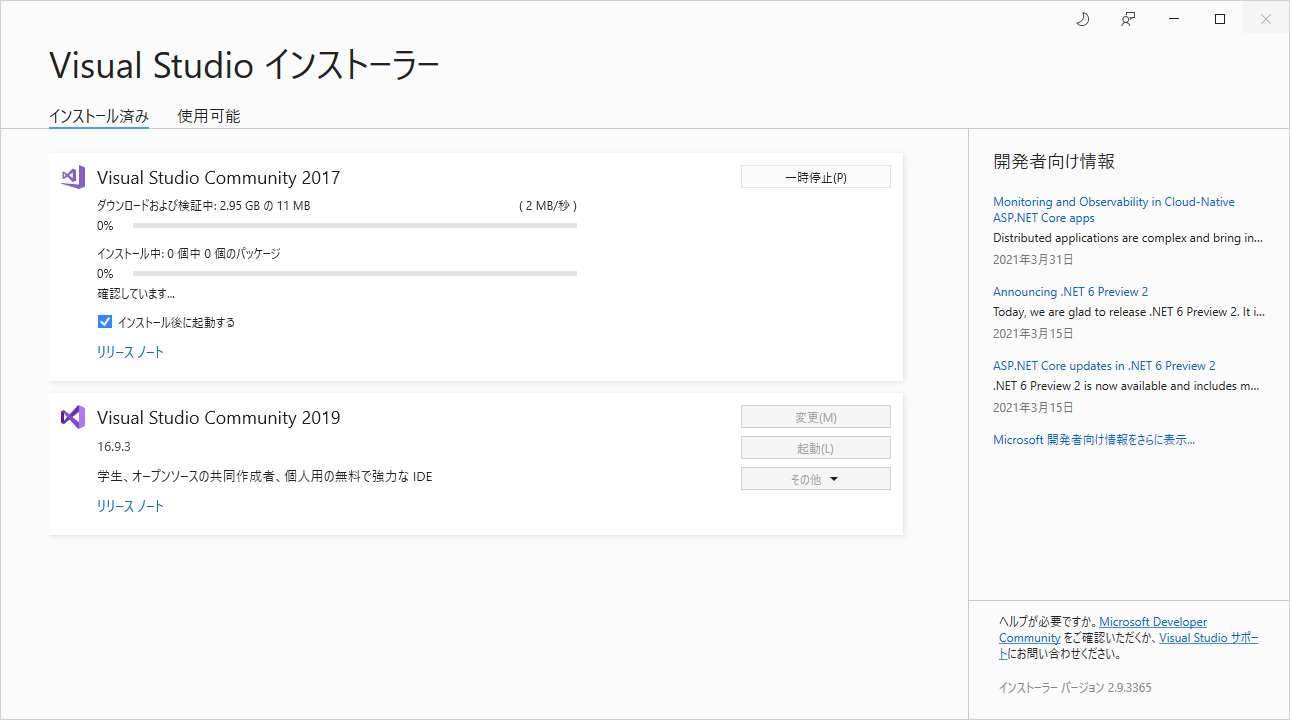 Visual Studio インストーラー
インストール済み 使用可能
Visual Studio Community 2017
一時停止(P)
ダウンロードおよび検証中: 2.95 GB の 11 MB ( 2 MB/秒 )
0%
インストール中: 0 個中 0 個のパッケージ
0%
確認しています...
インストール後に起動する
リリース ノート
Visual Studio Community 2019
変更(M)
16.9.3
起動(L)
学生、オープンソースの共同作成者、個人用の無料で強力な IDE
その他
リリース ノート
開発者向け情報
Monitoring and Observability in Cloud-Native
ASP.NET Core apps
Distributed applications are complex and bring in...
2021年3月31日
Announcing .NET 6 Preview 2
Today, we are glad to release .NET 6 Preview 2. It i...
2021年3月15日
ASP.NET Core updates in .NET 6 Preview 2
.NET 6 Preview 2 is now available and includes m...
2021年3月15日
Microsoft 開発者向け情報をさらに表示...
ヘルプが必要ですか。Microsoft Developer
Community をご確認いただくか、Visual Studio サポー
トにお問い合わせください。
インストーラー バージョン 2.9.3365